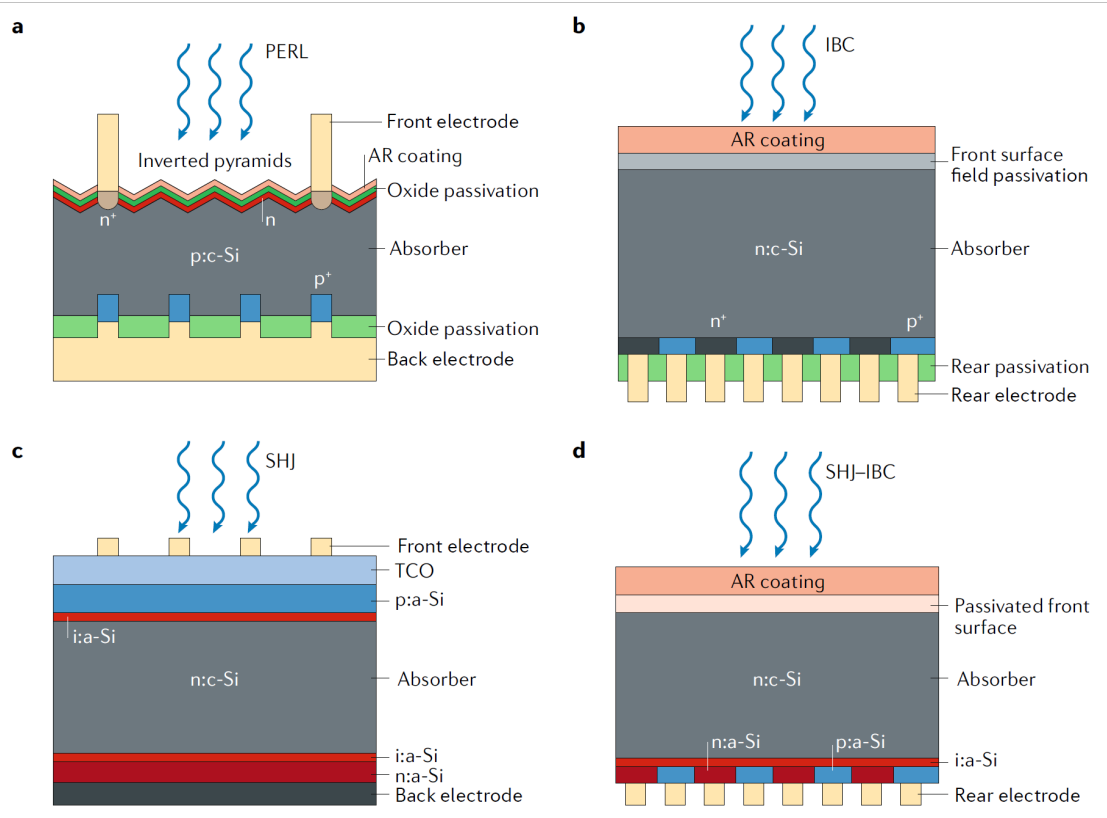 a
PERL
Front electrode
Inverted pyramids
AR coating
Oxide passivation
n⁺
n
Absorber
p:c-Si
p⁺
Oxide passivation
Back electrode
b
IBC
AR coating
Front surface
field passivation
n:c-Si
Absorber
n⁺
p⁺
Rear passivation
Rear electrode
c
SHJ
Front electrode
TCO
p:a-Si
i:a-Si
n:c-Si
Absorber
i:a-Si
n:a-Si
Back electrode
d
SHJ–IBC
AR coating
Passivated front
surface
n:c-Si
Absorber
n:a-Si
p:a-Si
i:a-Si
Rear electrode